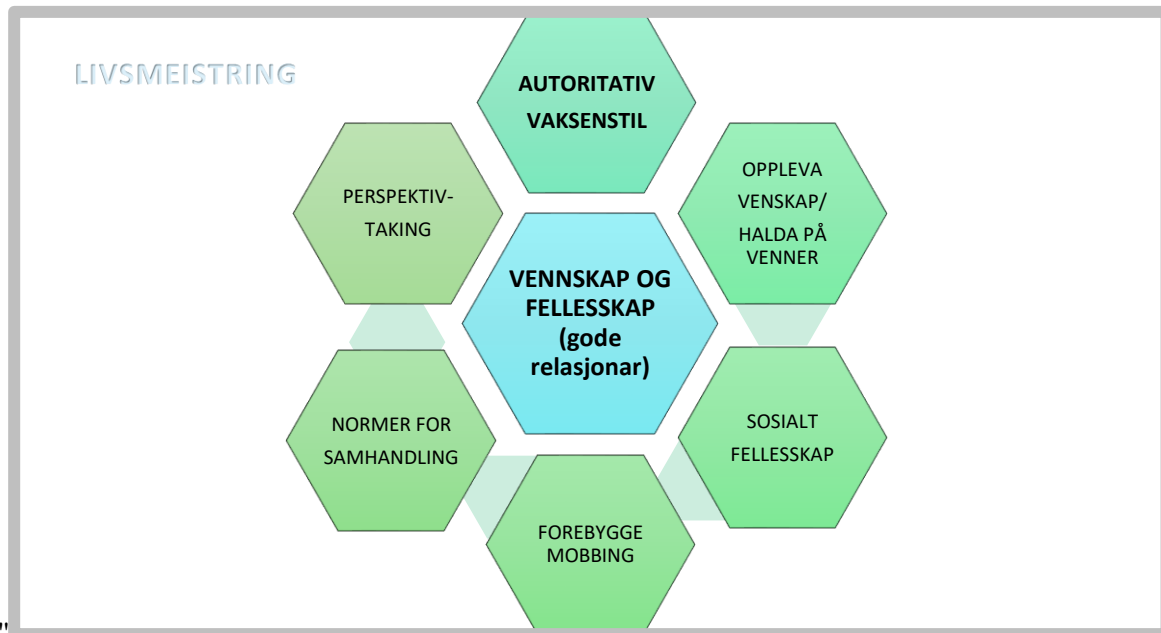 LIVSMEISTRING
AUTORITATIV
VAKSENSTIL
PERSPEKTIV-
TAKING
OPPLEVA
VENSKAP/
HALDA PÅ
VENNER
VENNSKAP OG
FELLESSKAP
(gode
relasjonar)
NORMER FOR
SAMHANDLING
SOSIALT
FELLESKAP
FOREBYGGE
MOBBING
"